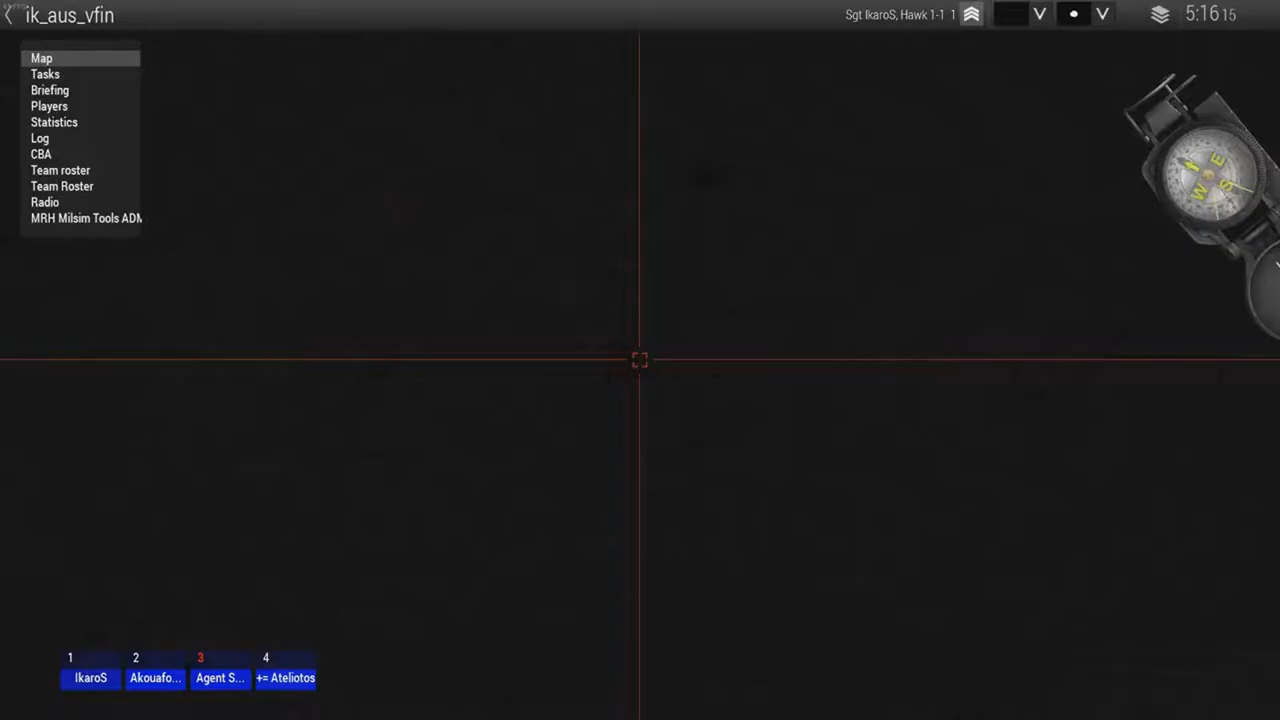 ik_aus_vfin
Sgt IkaroS, Hawk 1-1 1
5:16 15
Map
Tasks
Briefing
Players
Statistics
Log
CBA
Team roster
Team Roster
Radio
MRH Milsim Tools ADM
E
W
S
1 2 3 4
IkaroS Akouafo... Agent S... += Ateliotos